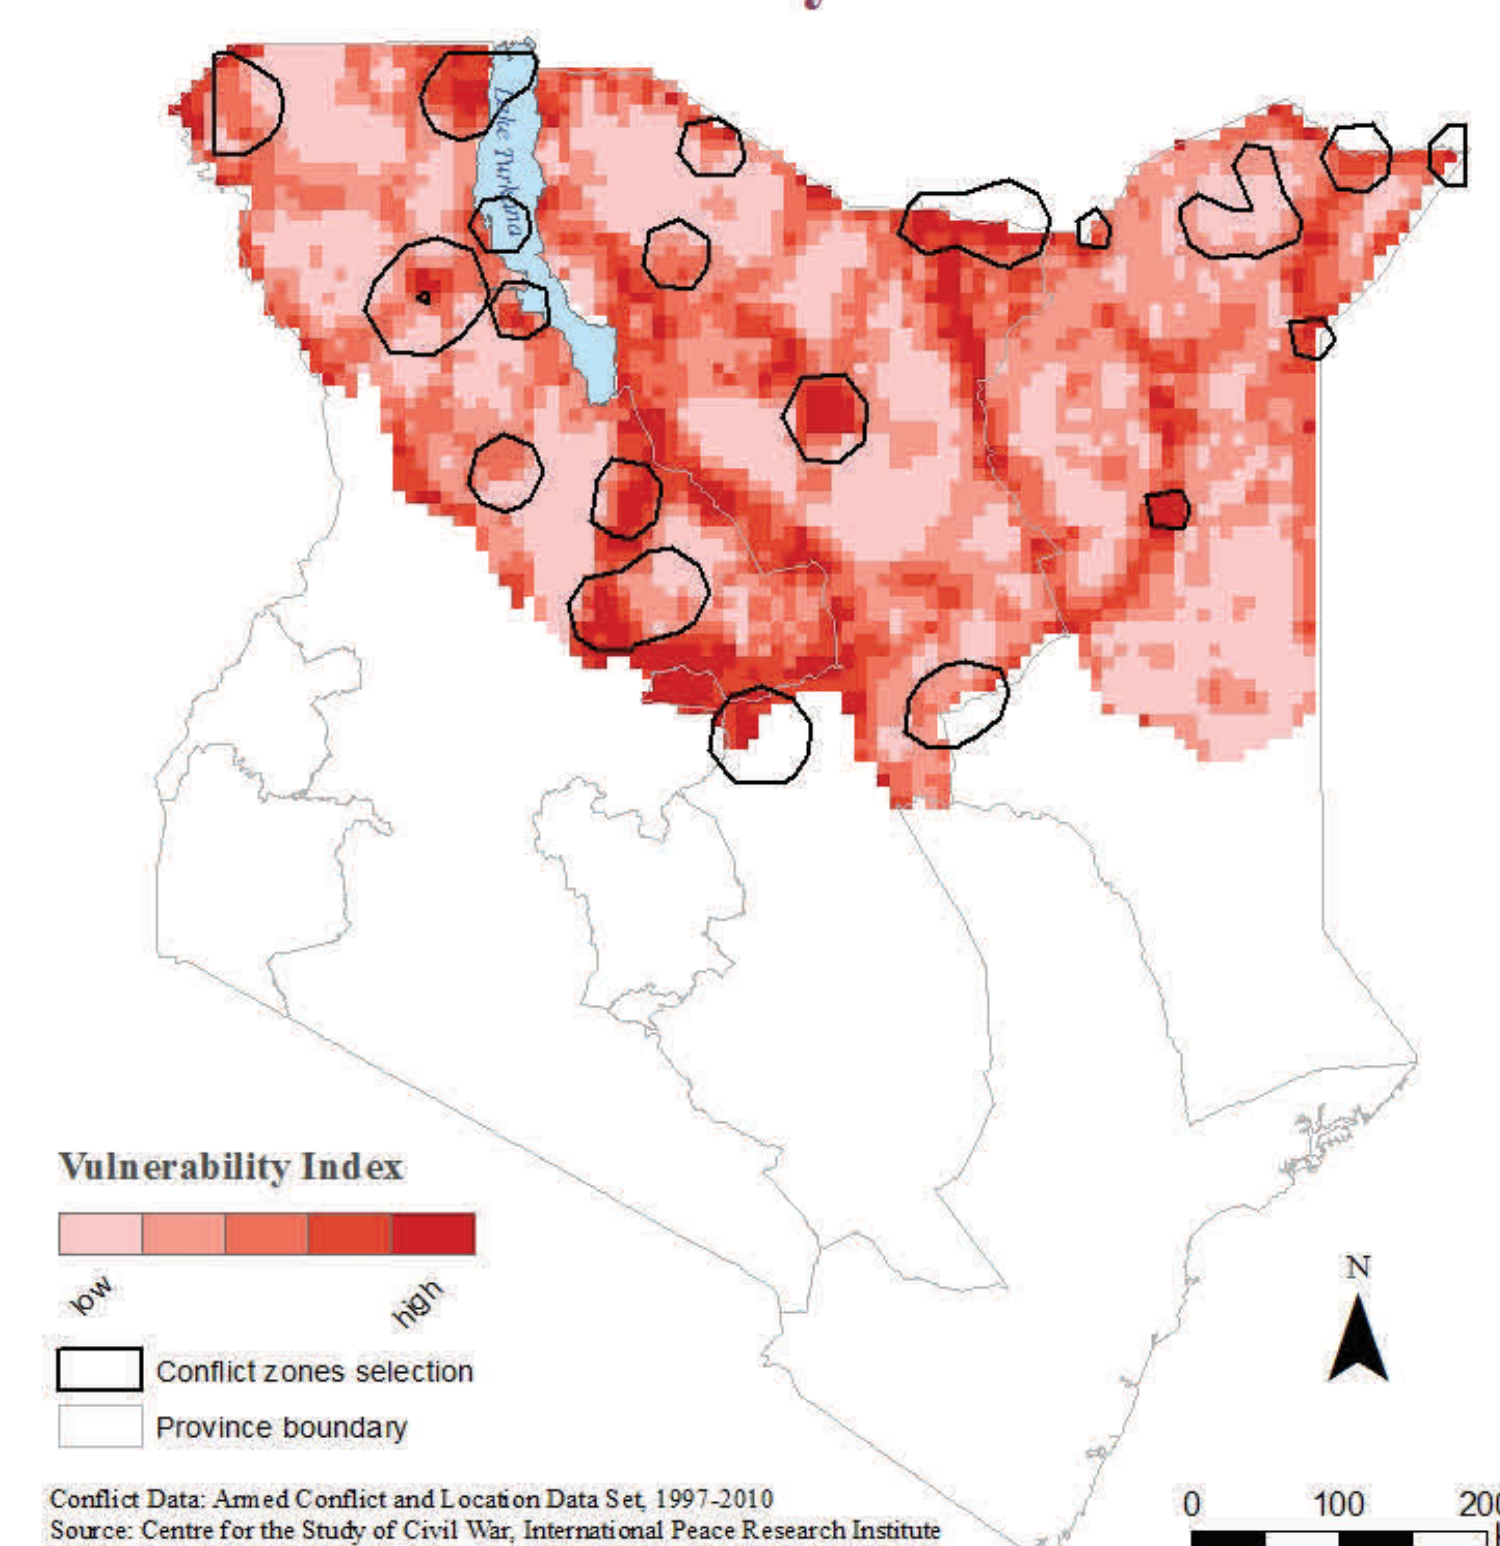 Lake Turkana
Vulnerability Index
low
high
Conflict zones selection
Province boundary
N
Conflict Data: Armed Conflict and Location Data Set, 1997-2010
Source: Centre for the Study of Civil War, International Peace Research Institute
0 100 200